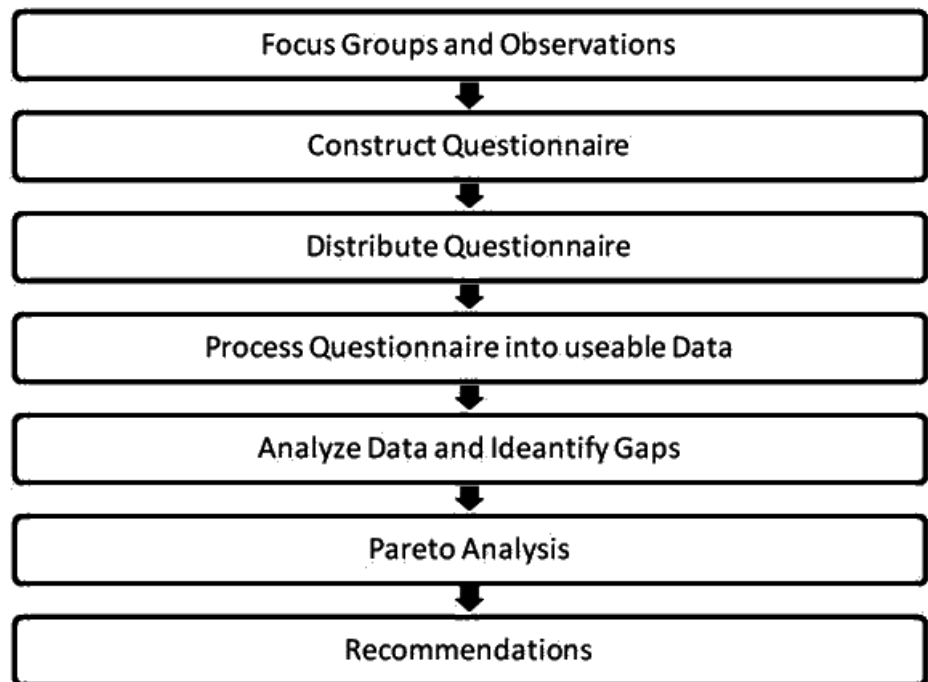 Focus Groups and Observations
Construct Questionnaire
Distribute Questionnaire
Process Questionnaire into useable Data
Analyze Data and Ideantify Gaps
Pareto Analysis
Recommendations